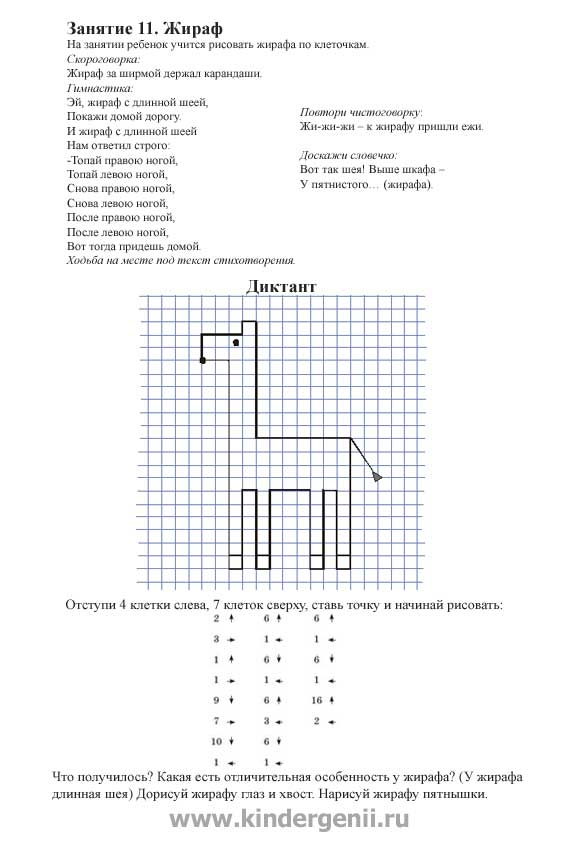 Занятие 11. Жираф
На занятии ребенок учится рисовать жирафа по клеточкам.
Скороговорка:
Жираф за ширмой держал карандаши.
Гимнастика:
Эй, жираф с длинной шеей,
Покажи домой дорогу.
И жираф с длинной шеей
Нам ответил строго:
-Топай правою ногой,
Топай левою ногой,
Снова правою ногой,
Снова левою ногой,
После правою ногой,
После левою ногой,
Вот тогда придешь домой.
Ходьба на месте под текст стихотворения.
Повтори чистоговорку:
Жи-жи-жи – к жирафу пришли ежи.
Доскажи словечко:
Вот так шея! Выше шкафа –
У пятнистого… (жирафа).
Диктант
Отступи 4 клетки слева, 7 клеток сверху, ставь точку и начинай рисовать:
2 ↑ 6 ↑ 6 ↑
3 → 1 ← 1 ←
1 ↑ 6 ↓ 6 ↓
1 → 1 ← 1 ←
9 ↓ 6 ↑ 16 ↑
7 → 3 ← 2 ←
10 ↓ 6 ↓
1 ← 1 ←
Что получилось? Какая есть отличительная особенность у жирафа? (У жирафа
длинная шея) Дорисуй жирафу глаз и хвост. Нарисуй жирафу пятнышки.
www.kindergenii.ru